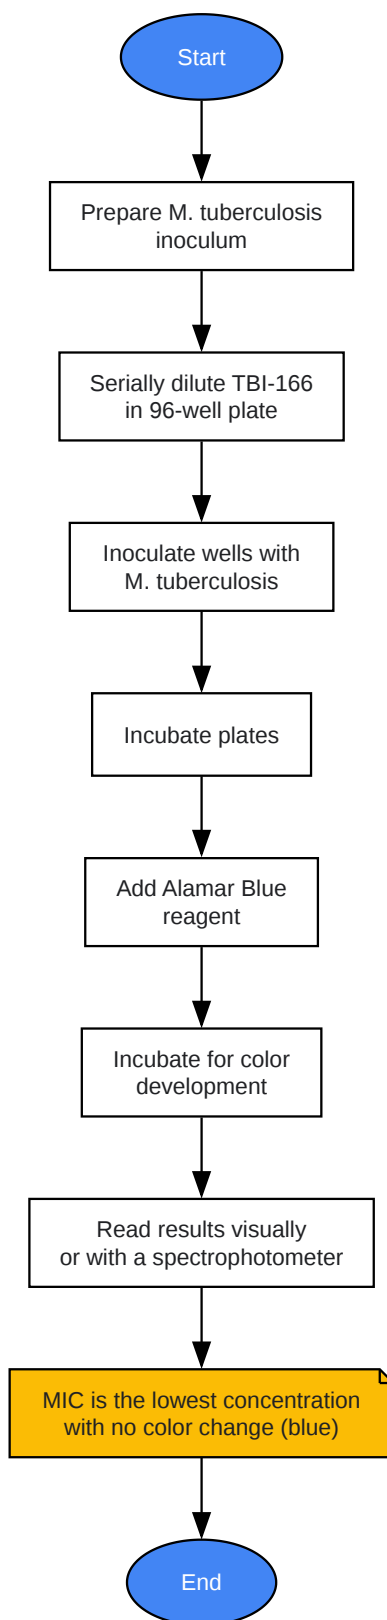 Start
Prepare M. tuberculosis
inoculum
Serially dilute TBI-166
in 96-well plate
Inoculate wells with
M. tuberculosis
Incubate plates
Add Alamar Blue
reagent
Incubate for color
development
Read results visually
or with a spectrophotometer
MIC is the lowest concentration
with no color change (blue)
End